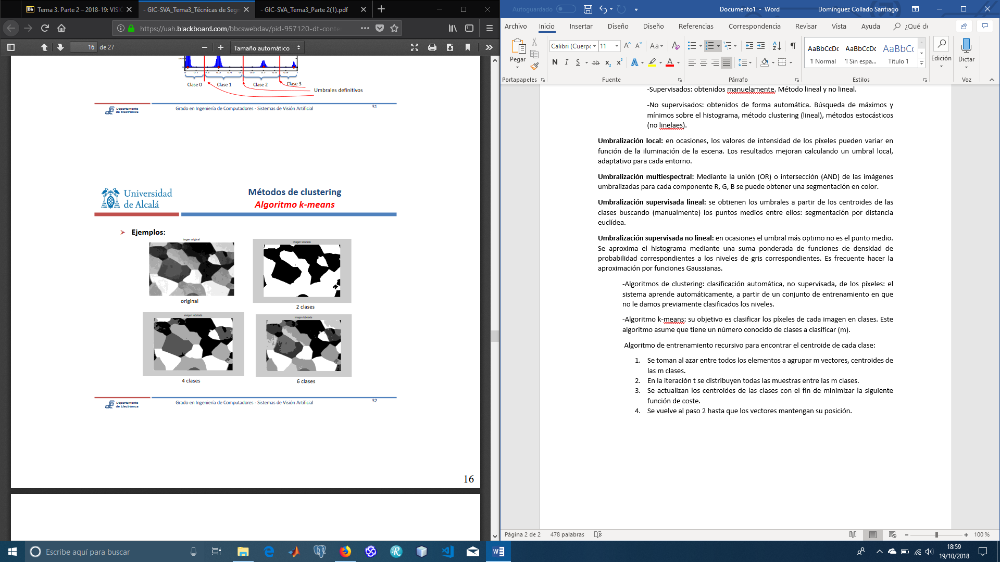 Tema 3. Parte 2 – 2018-19: VISI
- GIC-SVA_Tema3_Técnicas de Segm
- GIC-SVA_Tema3_Parte 2(1).pdf
https://uah.blackboard.com/bbcswebdav/pid-957120-dt-conte
16 de 27
Tamaño automático
Clase 0 Clase 1 Clase 2 Clase 3
Umbrales definitivos
Departamento de Electrónica
Grado en Ingeniería de Computadores - Sistemas de Visión Artificial
31
Universidad
de Alcalá
Métodos de clustering
Algoritmo k-means
Ejemplos:
imgen original
imagen labelada
original
2 clases
imagen labelada
imagen labelada
4 clases
6 clases
Departamento de Electrónica
Grado en Ingeniería de Computadores - Sistemas de Visión Artificial
32
16
Autoguardado
Documento1 - Word
Domínguez Collado Santiago
Archivo Inicio Insertar Diseño Diseño Referencias Correspondencia Revisar Vista Ayuda ¿Qué de
Pegar
Calibri (Cuerpo 11
N K S ab x2 x2
AaBbCcDc AaBbCcDc AaBbCc
¶ Normal ¶ Sin espa... Título 1
Edición
Dictar
Portapapeles Fuente Párrafo Estilos Voz
-Supervisados: obtenidos manuelamente. Método lineal y no lineal.
-No supervisados: obtenidos de forma automática. Búsqueda de máximos y
mínimos sobre el histograma, método clustering (lineal), métodos estocásticos
(no linelaes).
Umbralización local: en ocasiones, los valores de intensidad de los píxeles pueden variar en
función de la iluminación de la escena. Los resultados mejoran calculando un umbral local,
adaptativo para cada entorno.
Umbralización multiespectral: Mediante la unión (OR) o intersección (AND) de las imágenes
umbralizadas para cada componente R, G, B se puede obtener una segmentación en color.
Umbralización supervisada lineal: se obtienen los umbrales a partir de los centroides de las
clases buscando (manualmente) los puntos medios entre ellos: segmentación por distancia
euclídea.
Umbralización supervisada no lineal: en ocasiones el umbral más optimo no es el punto medio.
Se aproxima el histograma mediante una suma ponderada de funciones de densidad de
probabilidad correspondientes a los niveles de gris correspondientes. Es frecuente hacer la
aproximación por funciones Gaussianas.
-Algoritmos de clustering: clasificación automática, no supervisada, de los píxeles: el
sistema aprende automáticamente, a partir de un conjunto de entrenamiento en que
no le damos previamente clasificados los niveles.
-Algoritmo k-means: su objetivo es clasificar los píxeles de cada imagen en clases. Este
algoritmo asume que tiene un número conocido de clases a clasificar (m).
Algoritmo de entrenamiento recursivo para encontrar el centroide de cada clase:
1. Se toman al azar entre todos los elementos a agrupar m vectores, centroides de
las m clases.
2. En la iteración t se distribuyen todas las muestras entre las m clases.
3. Se actualizan los centroides de las clases con el fin de minimizar la siguiente
función de coste.
4. Se vuelve al paso 2 hasta que los vectores mantengan su posición.
Página 2 de 2 478 palabras
100 %
Escribe aquí para buscar
18:59
19/10/2018